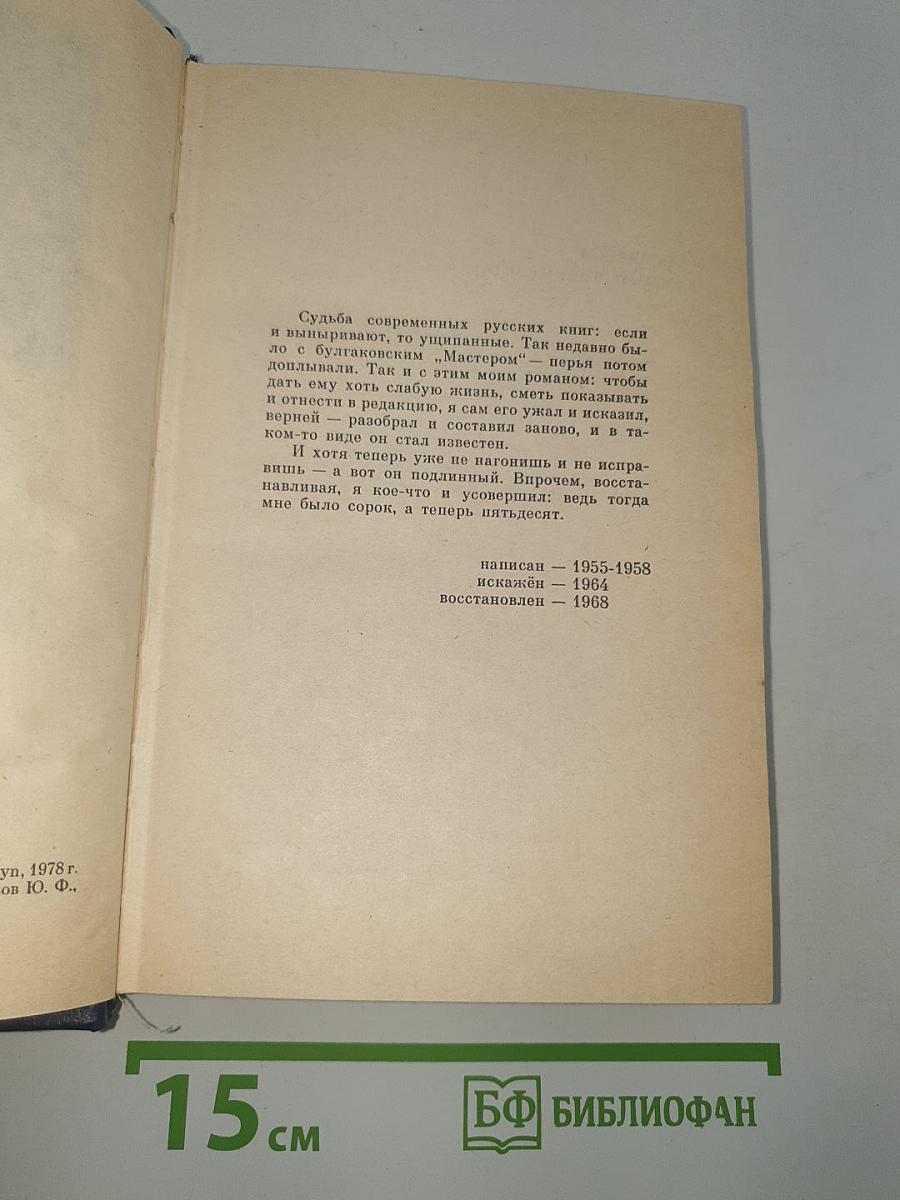 Судьба современных русских книг: если
и выныривают, то ущипанные. Так недавно бы-
ло с булгаковским „Мастером“ — перья потом
доплывали. Так и с этим моим романом: чтобы
дать ему хоть слабую жизнь, сметь показывать
и отнести в редакцию, я сам его ужал и исказил,
верней — разобрал и составил заново, и в та-
ком-то виде он стал известен.
И хотя теперь уже не нагонишь и не испра-
вишь — а вот он подлинный. Впрочем, восста-
навливая, я кое-что и усовершил: ведь тогда
мне было сорок, а теперь пятьдесят.
написан — 1955-1958
искажён — 1964
восстановлен — 1968
yn, 1978 г.
ов Ю. Ф.,
15 см
БФ БИБЛИОФАН